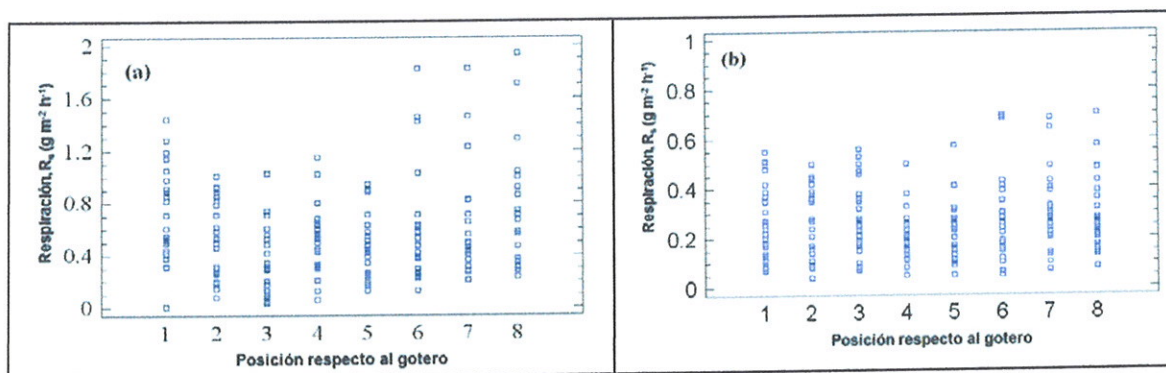 (a)
Respiración, Rs (g m-2 h-1)
2
1.6
1.2
0.8
0.4
0
1 2 3 4 5 6 7 8
Posición respecto al gotero
(b)
Respiración, Rs (g m-2 h-1)
1
0.8
0.6
0.4
0.2
0
1 2 3 4 5 6 7 8
Posición respecto al gotero